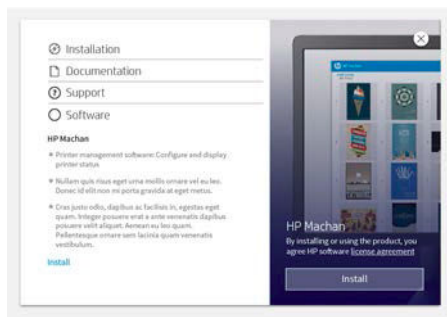 Installation
Documentation
Support
Software
HP Machan
Printer management software: Configure and display
printer status
Nullam quis risus eget urna mollis ornare vel eu leo.
Donec id elit non mi porta gravida at eget metus.
Cras justo odio, dapibus ac facilisis in, egestas eget
quam. Integer posuere erat a ante venenatis dapibus
posuere velit aliquet. Aenean eu leo quam.
Pellentesque ornare sem lacinia quam venenatis
vestibulum.
Install
HP Machan
By installing or using the product, you
agree HP software license agreement
Install